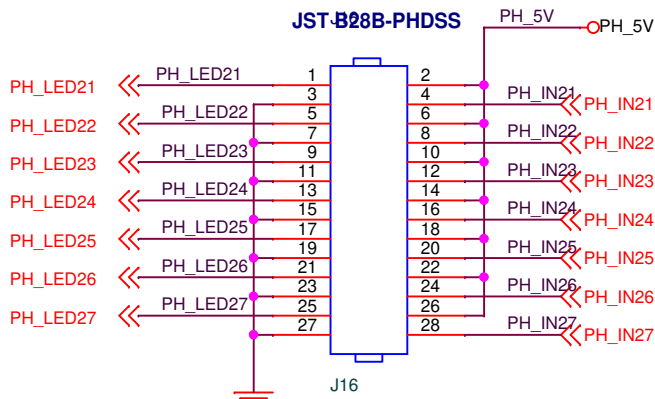 JST-B28B-PHDSS
PH_5V
PH_5V
PH_LED21 PH_LED21 1 2
3 4 PH_IN21 PH_IN21
PH_LED22 PH_LED22 5 6
7 8 PH_IN22 PH_IN22
PH_LED23 PH_LED23 9 10
11 12 PH_IN23 PH_IN23
PH_LED24 PH_LED24 13 14
15 16 PH_IN24 PH_IN24
PH_LED25 PH_LED25 17 18
19 20 PH_IN25 PH_IN25
PH_LED26 PH_LED26 21 22
23 24 PH_IN26 PH_IN26
PH_LED27 PH_LED27 25 26
27 28 PH_IN27 PH_IN27
J16